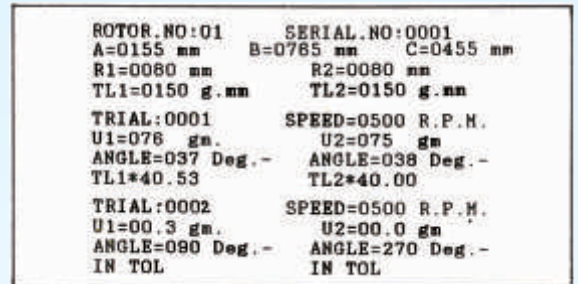 ROTOR.NO:01 SERIAL.NO:0001
A=0155 mm B=0765 mm C=0455 mm
R1=0080 mm R2=0080 mm
TL1=0150 g.mm TL2=0150 g.mm
TRIAL:0001 SPEED=0500 R.P.M.
U1=076 gm. U2=075 gm
ANGLE=037 Deg.- ANGLE=038 Deg.-
TL1*40.53 TL2*40.00
TRIAL:0002 SPEED=0500 R.P.M.
U1=00.3 gm. U2=00.0 gm
ANGLE=090 Deg.- ANGLE=270 Deg.-
IN TOL IN TOL